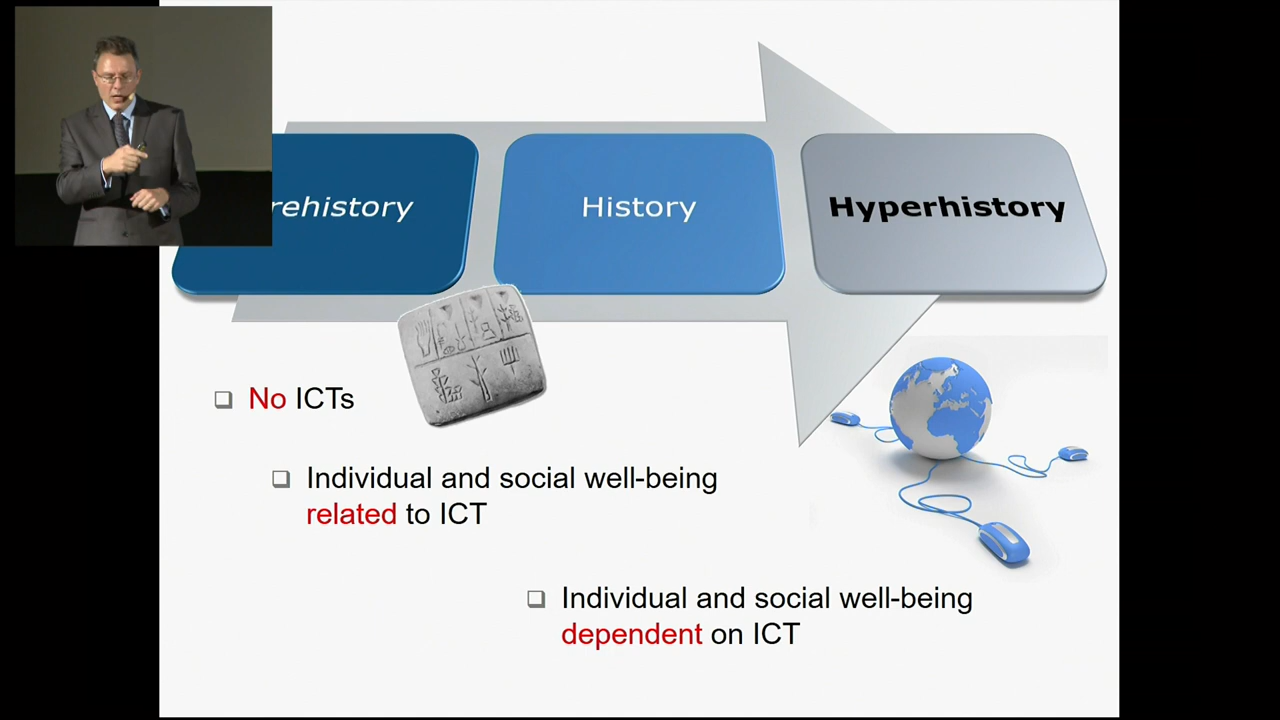 rehistory
History
Hyperhistory
No ICTs
Individual and social well-being
related to ICT
Individual and social well-being
dependent on ICT